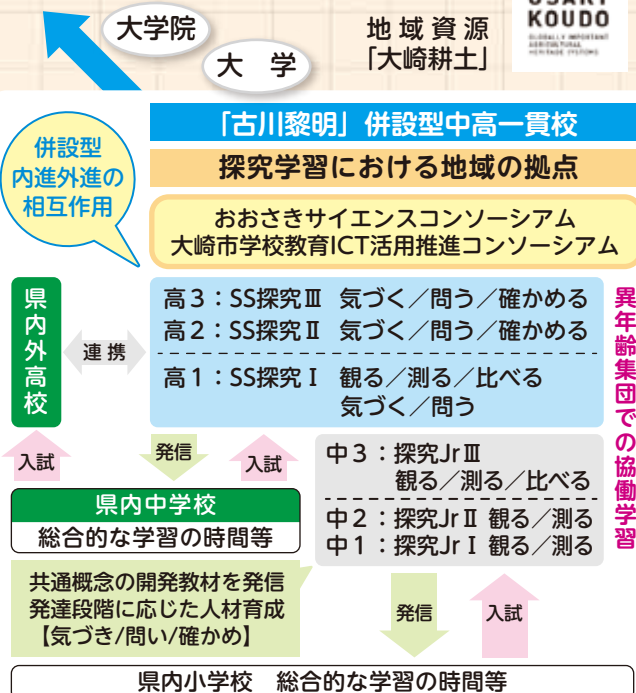 大学院
大　学
地域資源
「大崎耕土」
KOUDO
GLOBALLY IMPORTANT
AGRICULTURAL
HERITAGE SYSTEMS
「古川黎明」併設型中高一貫校
探究学習における地域の拠点
併設型
内進外進の
相互作用
おおさきサイエンスコンソーシアム
大崎市学校教育ICT活用推進コンソーシアム
県内外高校
連携
高３：SS探究Ⅲ　気づく／問う／確かめる
高２：SS探究Ⅱ　気づく／問う／確かめる
高１：SS探究Ⅰ　観る／測る／比べる
気づく／問う
異年齢集団での協働学習
入試
発信
入試
県内中学校
総合的な学習の時間等
中３：探究JrⅢ
観る／測る／比べる
中２：探究JrⅡ 観る／測る
中１：探究JrⅠ 観る／測る
共通概念の開発教材を発信
発達段階に応じた人材育成
【気づき/問い/確かめ】
発信
入試
県内小学校　総合的な学習の時間等